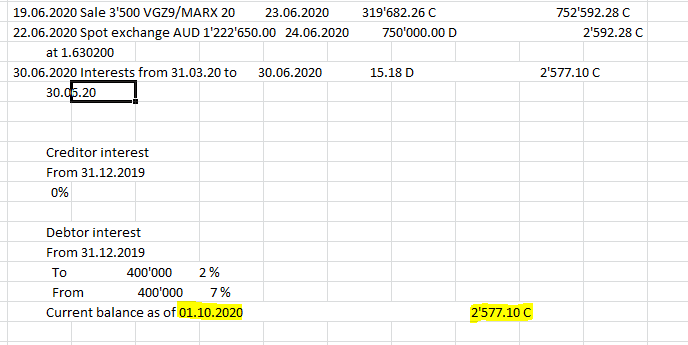 19.06.2020 Sale 3'500 VGZ9/MARX 20 23.06.2020 319'682.26 C 752'592.28 C
22.06.2020 Spot exchange AUD 1'222'650.00 24.06.2020 750'000.00 D 2'592.28 C
at 1.630200
30.06.2020 Interests from 31.03.20 to 30.06.2020 15.18 D 2'577.10 C
30.06.20
Creditor interest
From 31.12.2019
0%
Debtor interest
From 31.12.2019
To 400'000 2 %
From 400'000 7 %
Current balance as of 01.10.2020 2'577.10 C